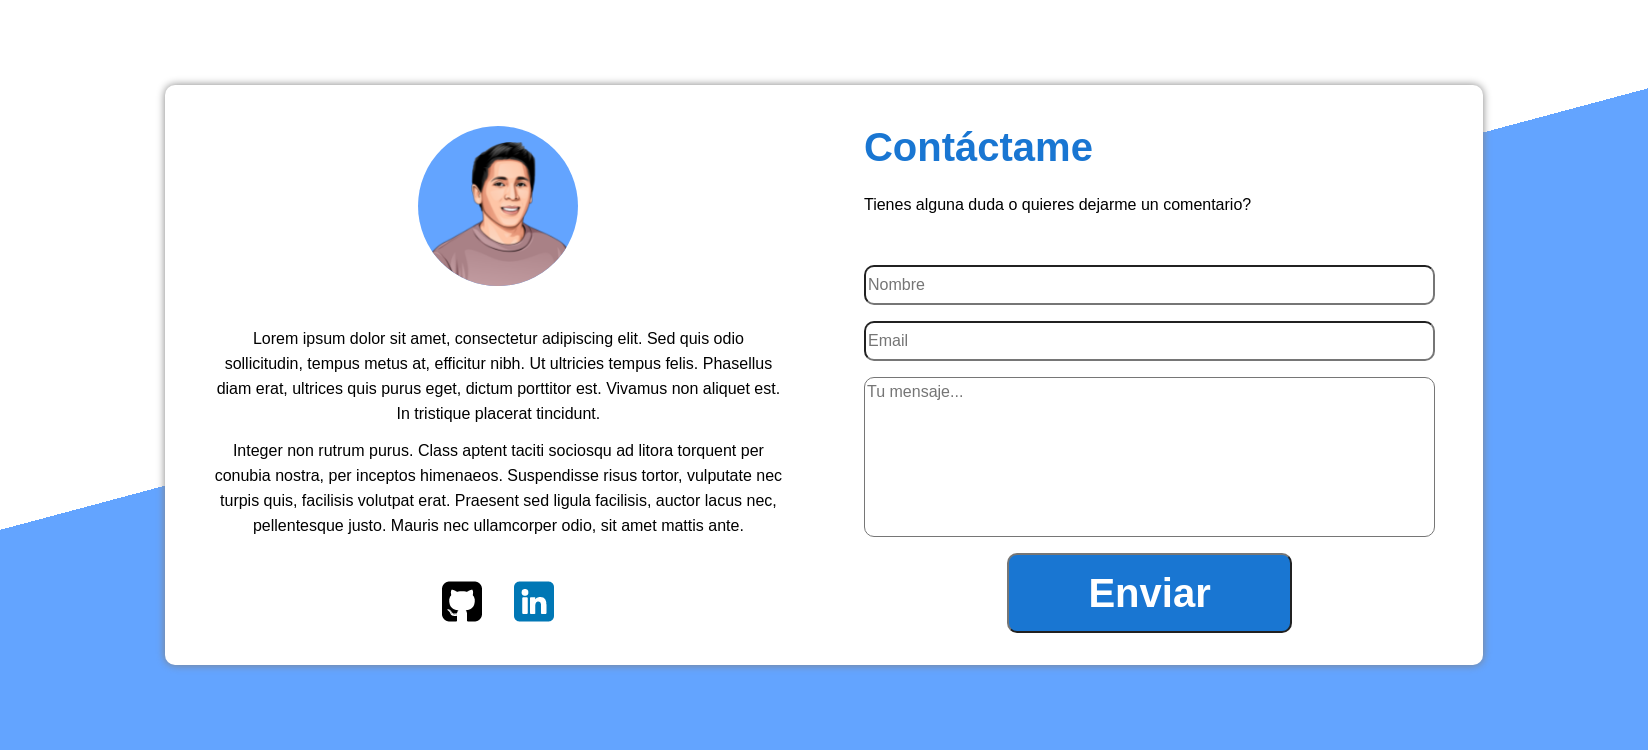 Lorem ipsum dolor sit amet, consectetur adipiscing elit. Sed quis odio
sollicitudin, tempus metus at, efficitur nibh. Ut ultricies tempus felis. Phasellus
diam erat, ultrices quis purus eget, dictum porttitor est. Vivamus non aliquet est.
In tristique placerat tincidunt.
Integer non rutrum purus. Class aptent taciti sociosqu ad litora torquent per
conubia nostra, per inceptos himenaeos. Suspendisse risus tortor, vulputate nec
turpis quis, facilisis volutpat erat. Praesent sed ligula facilisis, auctor lacus nec,
pellentesque justo. Mauris nec ullamcorper odio, sit amet mattis ante.
in
Contáctame
Tienes alguna duda o quieres dejarme un comentario?
Nombre
Email
Tu mensaje...
Enviar